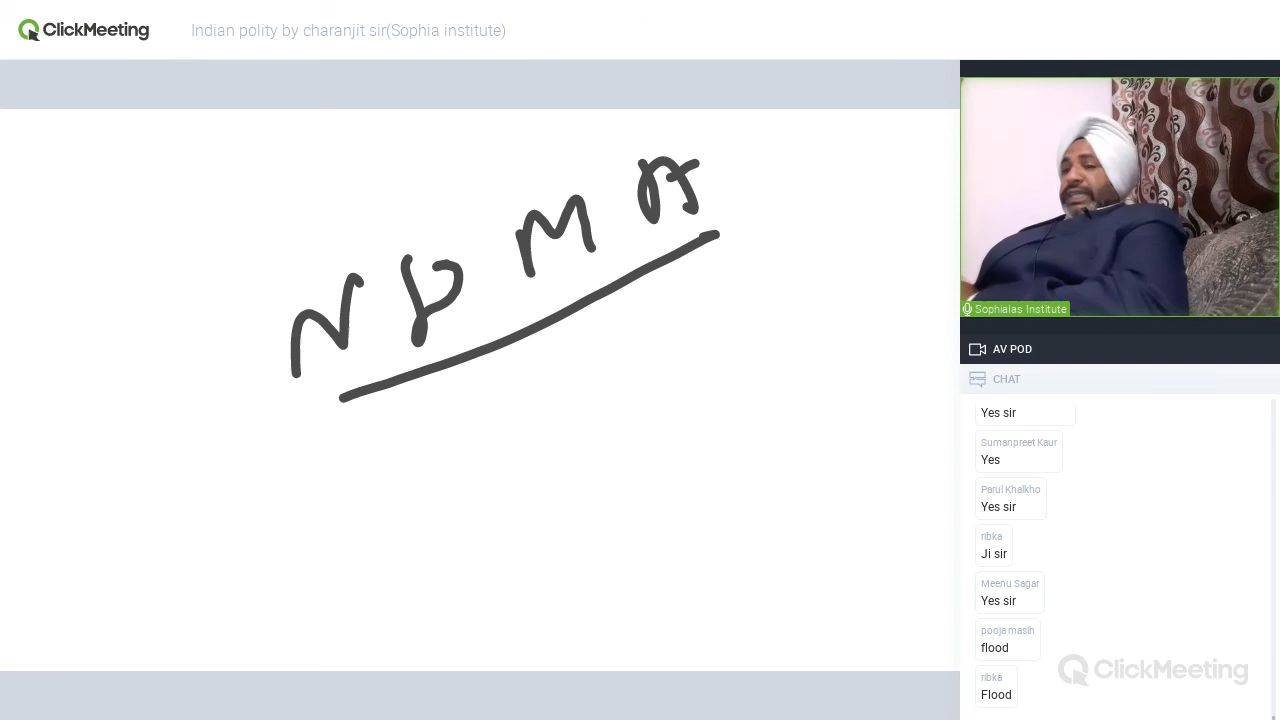 ClickMeeting
Indian polity by charanjit sir(Sophia institute)
N D M A
Sophialas Institute
AV POD
CHAT
Yes sir
Sumanpreet Kaur
Yes
Parul Khalkho
Yes sir
ribka
Ji sir
Meenu Sagar
Yes sir
pooja masih
flood
ribka
Flood
ClickMeeting